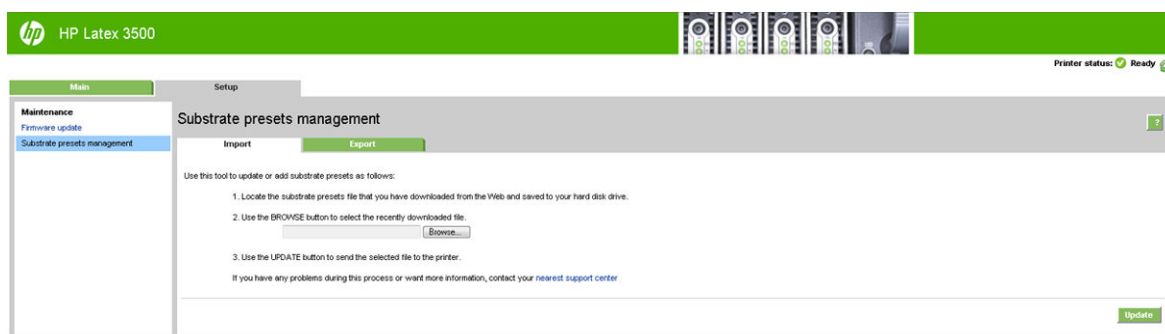 hp HP Latex 3500
Printer status: Ready
Main Setup
Maintenance
Firmware update
Substrate presets management
Substrate presets management
?
Import Export
Use this tool to update or add substrate presets as follows:
1. Locate the substrate presets file that you have downloaded from the Web and saved to your hard disk drive.
2. Use the BROWSE button to select the recently downloaded file.
Browse...
3. Use the UPDATE button to send the selected file to the printer.
If you have any problems during this process or want more information, contact your nearest support center
Update